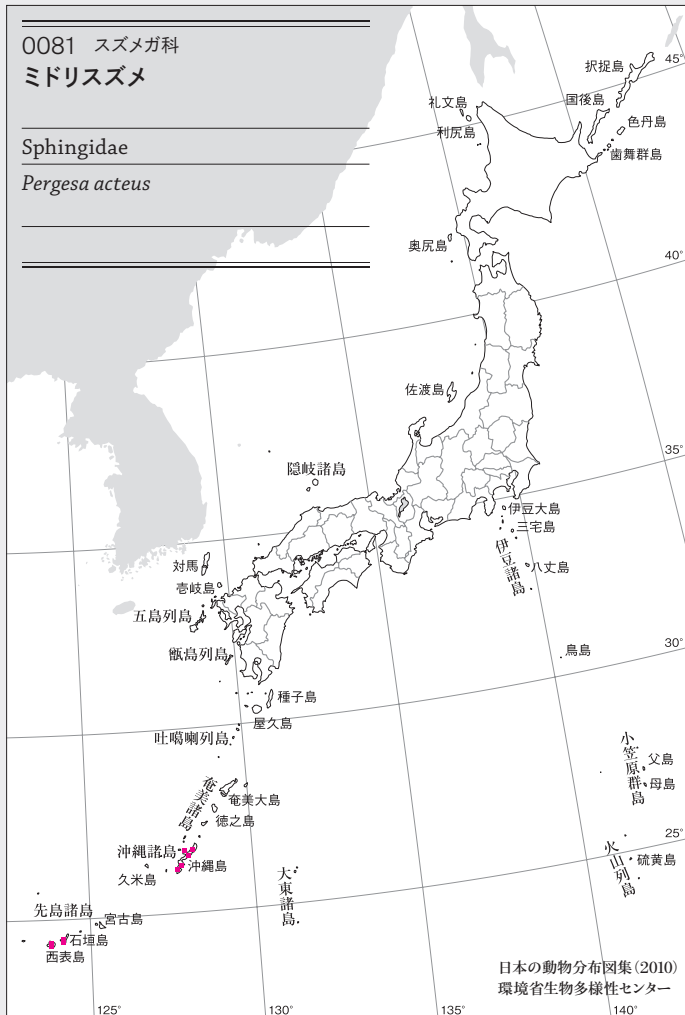 0081 スズメガ科
ミドリスズメ
Sphingidae
Pergesa acteus
45°
択捉島
国後島
礼文島
色丹島
利尻島
歯舞群島
奥尻島
40°
佐渡島
35°
隠岐諸島
伊豆大島
三宅島
伊豆諸島
八丈島
対馬
壱岐島
五島列島
甑島列島
鳥島
30°
種子島
屋久島
吐噶喇列島
小笠原群島
父島
母島
奄美諸島
奄美大島
徳之島
25°
沖縄諸島
沖縄島
火山列島
硫黄島
久米島
大東諸島
先島諸島
宮古島
石垣島
西表島
日本の動物分布図集(2010)
環境省生物多様性センター
125°
130°
135°
140°